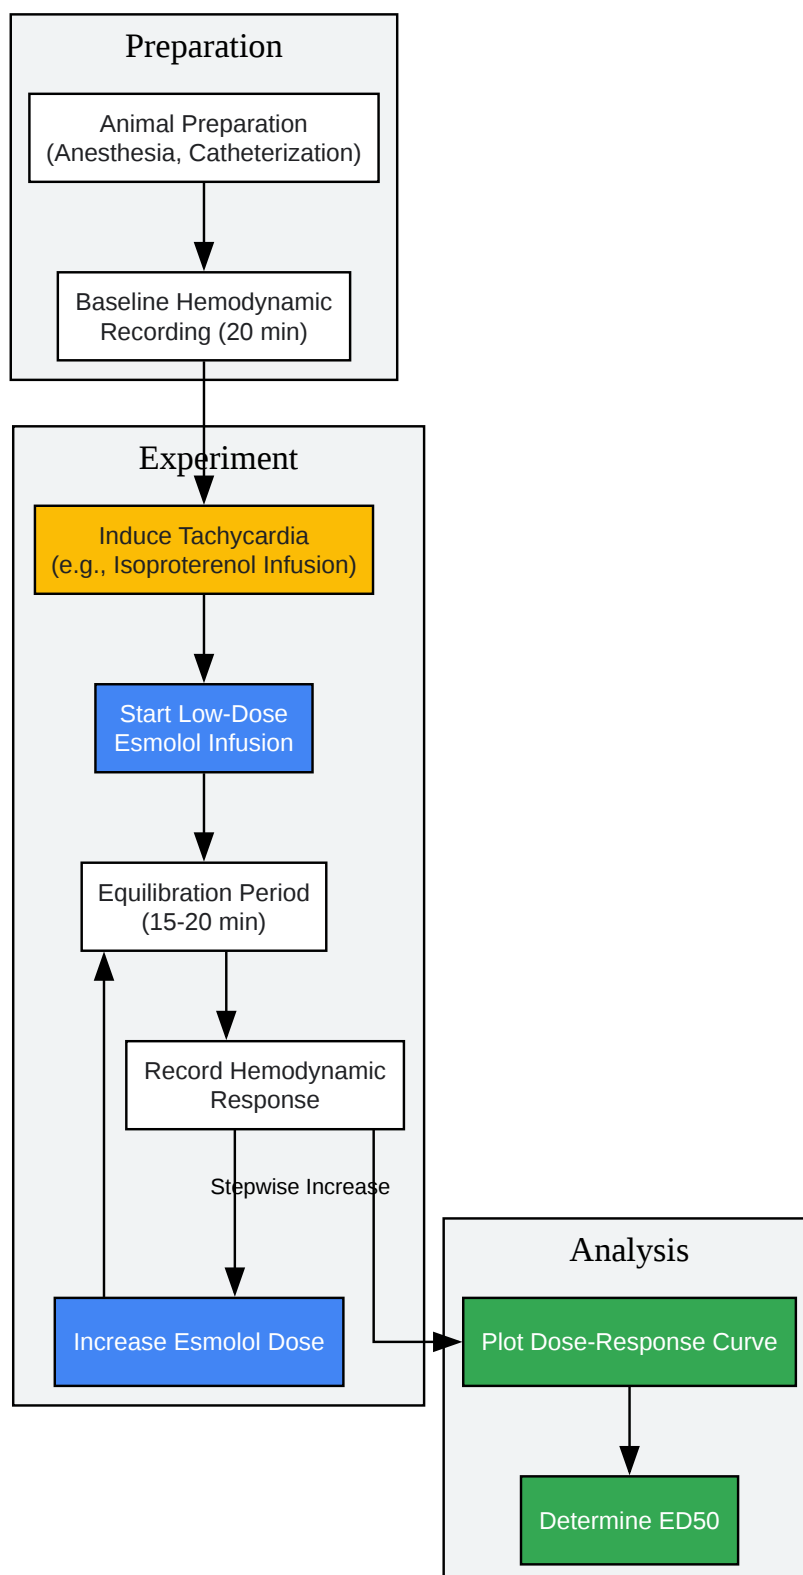 Preparation
Animal Preparation
(Anesthesia, Catheterization)
Baseline Hemodynamic
Recording (20 min)
Experiment
Induce Tachycardia
(e.g., Isoproterenol Infusion)
Start Low-Dose
Esmolol Infusion
Equilibration Period
(15-20 min)
Record Hemodynamic
Response
Stepwise Increase
Increase Esmolol Dose
Analysis
Plot Dose-Response Curve
Determine ED50